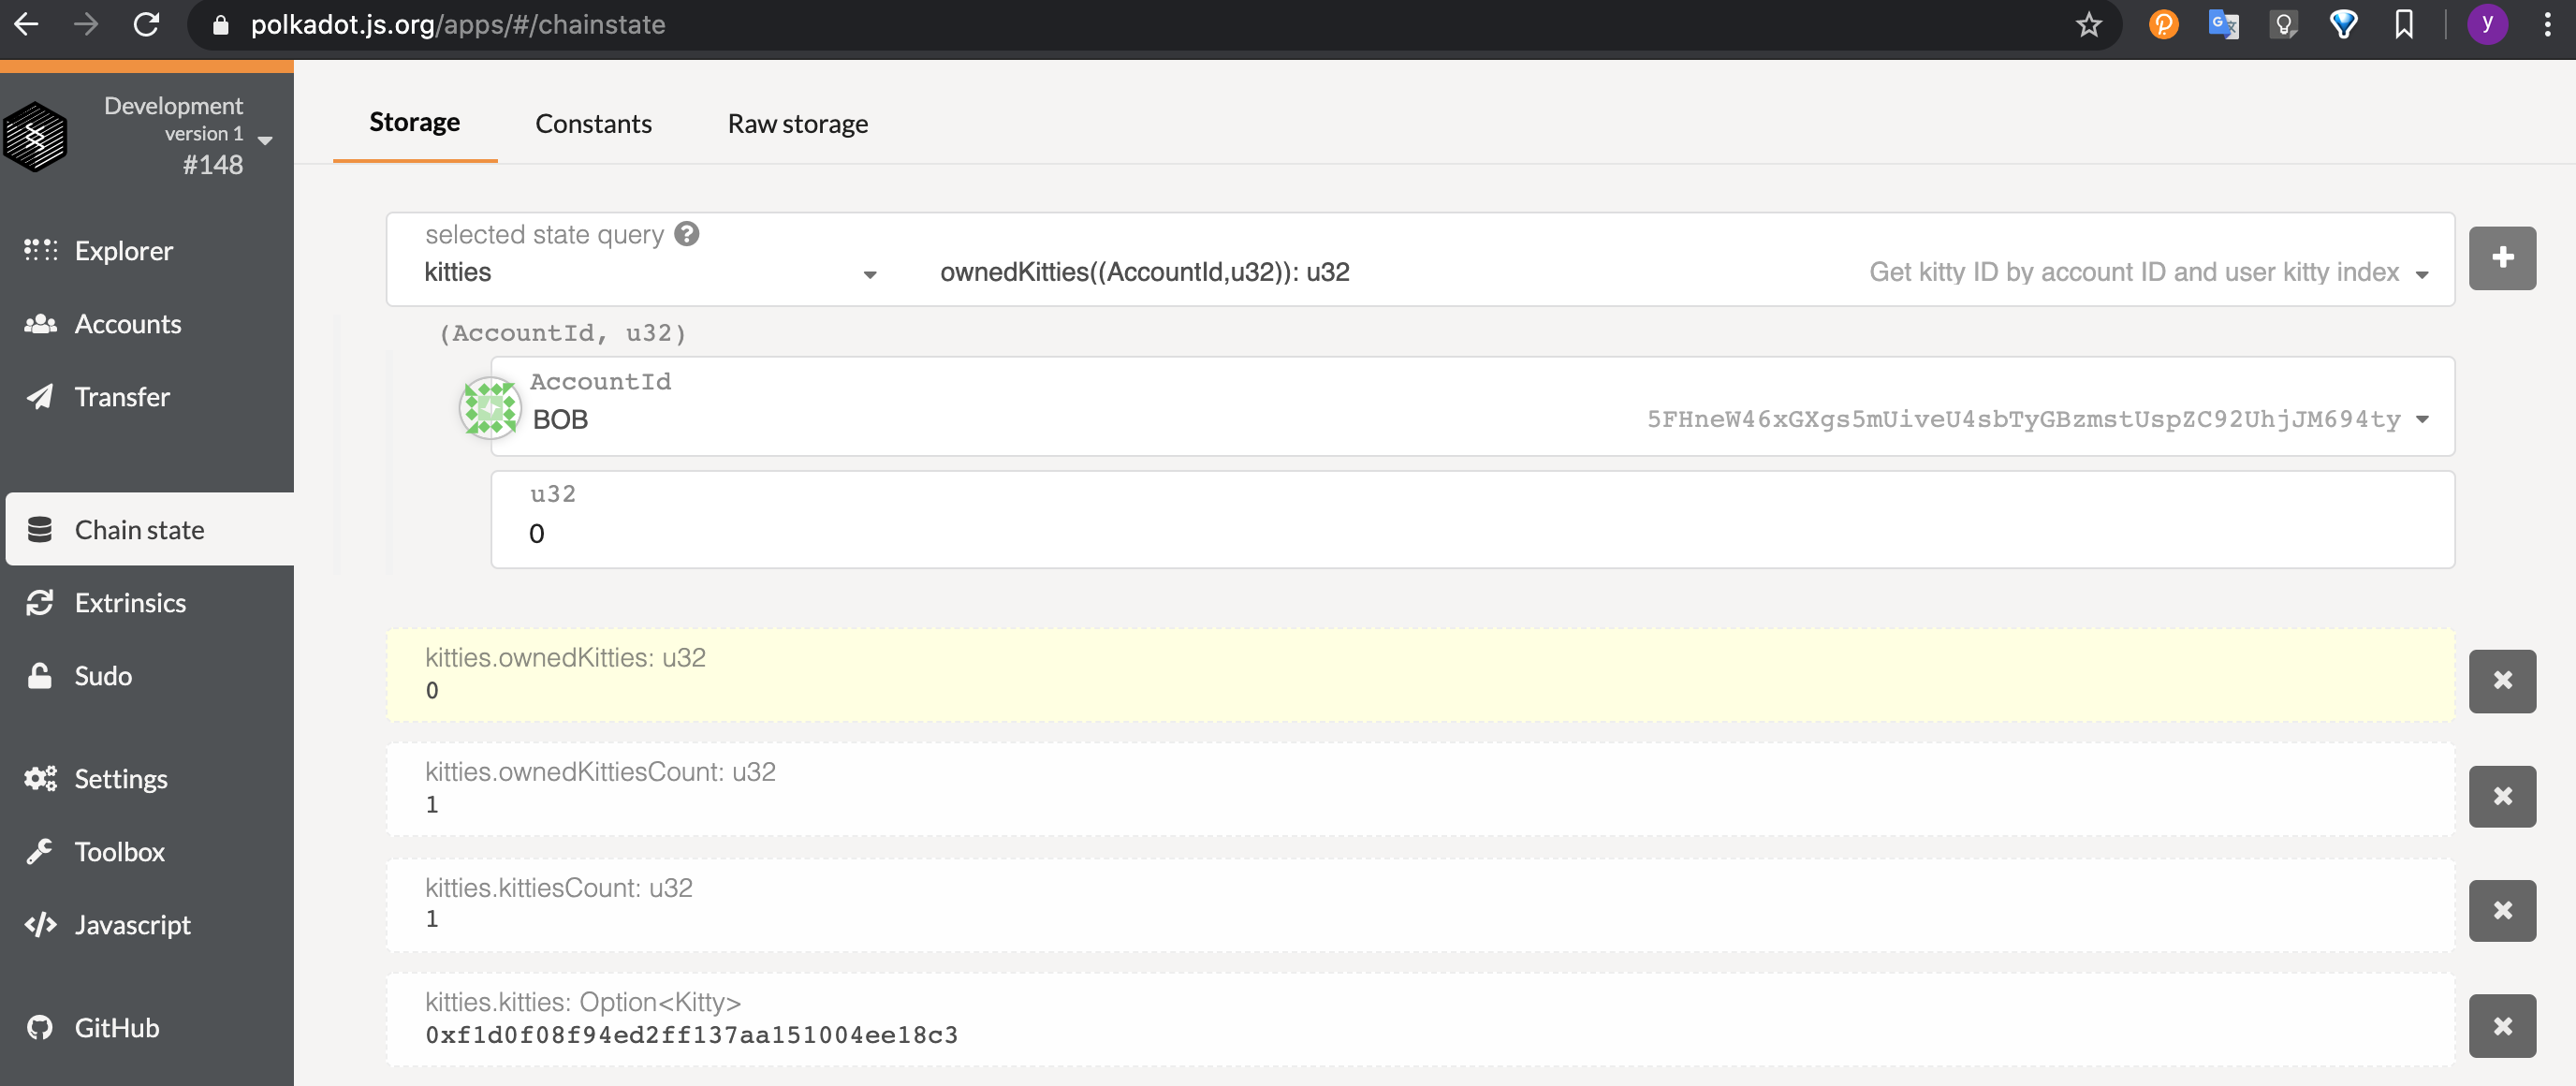 polkadot.js.org/apps/#/chainstate
y
Development
version 1
#148
Explorer
Accounts
Transfer
Chain state
Extrinsics
Sudo
Settings
Toolbox
Javascript
GitHub
Storage Constants Raw storage
selected state query
kitties ownedKitties((AccountId,u32)): u32 Get kitty ID by account ID and user kitty index
(AccountId, u32)
AccountId
BOB 5FHneW46xGXgs5mUiveU4sbTyGBzmstUspZC92UhjJM694ty
u32
0
kitties.ownedKitties: u32
0
kitties.ownedKittiesCount: u32
1
kitties.kittiesCount: u32
1
kitties.kitties: Option<Kitty>
0xf1d0f08f94ed2ff137aa151004ee18c3